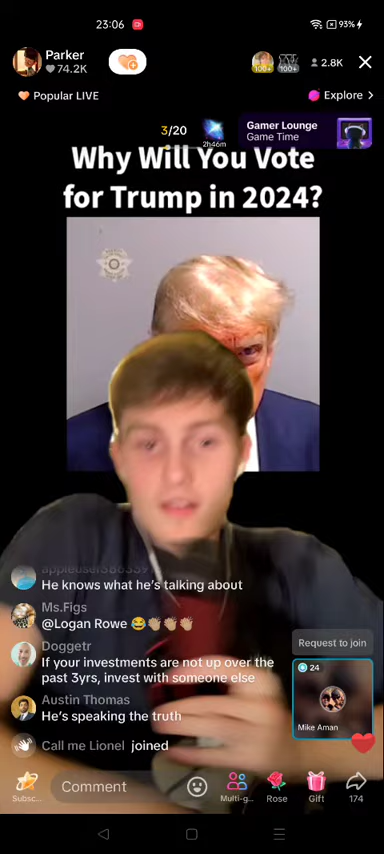 23:06
93%
Parker
74.2K
100+
100+
2.8K
Popular LIVE
Explore >
3/20
2h46m
Gamer Lounge
Game Time
Why Will You Vote
for Trump in 2024?
He knows what he's talking about
Ms.Figs
@Logan Rowe 😂👏🏼👏🏼👏🏼
Doggetr
If your investments are not up over the
past 3yrs, invest with someone else
Austin Thomas
He's speaking the truth
Call me Lionel joined
Request to join
24
Mike Aman
Subsc...
Comment
Multi-g...
Rose
Gift
174